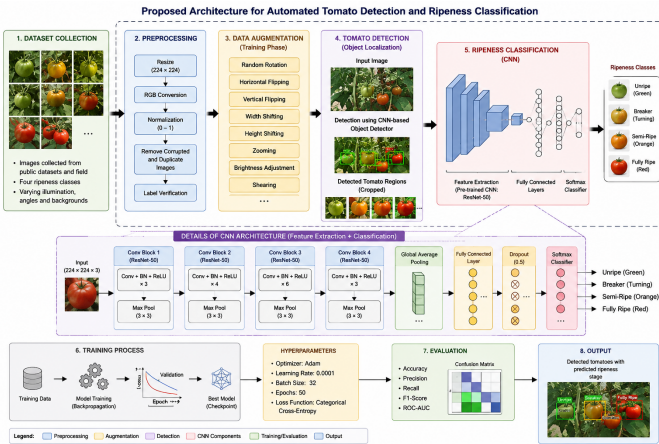 Proposed Architecture for Automated Tomato Detection and Ripeness Classification
1. DATASET COLLECTION
...
• Images collected from
public datasets and field
• Four ripeness classes
• Varying illumination,
angles and backgrounds
2. PREPROCESSING
Resize
(224 × 224)
RGB Conversion
Normalization
(0 – 1)
Remove Corrupted
and Duplicate
Images
Label Verification
3. DATA AUGMENTATION
(Training Phase)
Random Rotation
Horizontal Flipping
Vertical Flipping
Width Shifting
Height Shifting
Zooming
Brightness Adjustment
Shearing
...
4. TOMATO DETECTION
(Object Localization)
Input Image
Detection using CNN-based
Object Detector
Detected Tomato Regions
(Cropped)
...
5. RIPENESS CLASSIFICATION
(CNN)
Feature Extraction
(Pre-trained CNN:
ResNet-50)
Fully Connected
Layers
Softmax
Classifier
Ripeness Classes
Unripe
(Green)
Breaker
(Turning)
Semi-Ripe
(Orange)
Fully Ripe
(Red)
DETAILS OF CNN ARCHITECTURE (Feature Extraction + Classification)
Input
(224 × 224 × 3)
Conv Block 1
(ResNet-50)
Conv + BN + ReLU
× 3
Max Pool
(3 × 3)
Conv Block 2
(ResNet-50)
Conv + BN + ReLU
× 4
Max Pool
(3 × 3)
Conv Block 3
(ResNet-50)
Conv + BN + ReLU
× 6
Max Pool
(3 × 3)
Conv Block 4
(ResNet-50)
Conv + BN + ReLU
× 3
Max Pool
(3 × 3)
Global Average
Pooling
...
Fully Connected
Layer
...
Dropout
(0.5)
...
Softmax
Classifier
Unripe (Green)
Breaker (Turning)
Semi-Ripe (Orange)
Fully Ripe (Red)
6. TRAINING PROCESS
Training Data
Model Training
(Backpropagation)
Loss
Validation
Epoch
Best Model
(Checkpoint)
HYPERPARAMETERS
• Optimizer: Adam
• Learning Rate: 0.0001
• Batch Size: 32
• Epochs: 50
• Loss Function: Categorical
Cross-Entropy
7. EVALUATION
• Accuracy
• Precision
• Recall
• F1-Score
• ROC-AUC
Confusion Matrix
8. OUTPUT
Detected tomatoes with
predicted ripeness
stage
Unripe
Fully Ripe
Legend:
Preprocessing
Augmentation
Detection
CNN Components
Training/Evaluation
Output